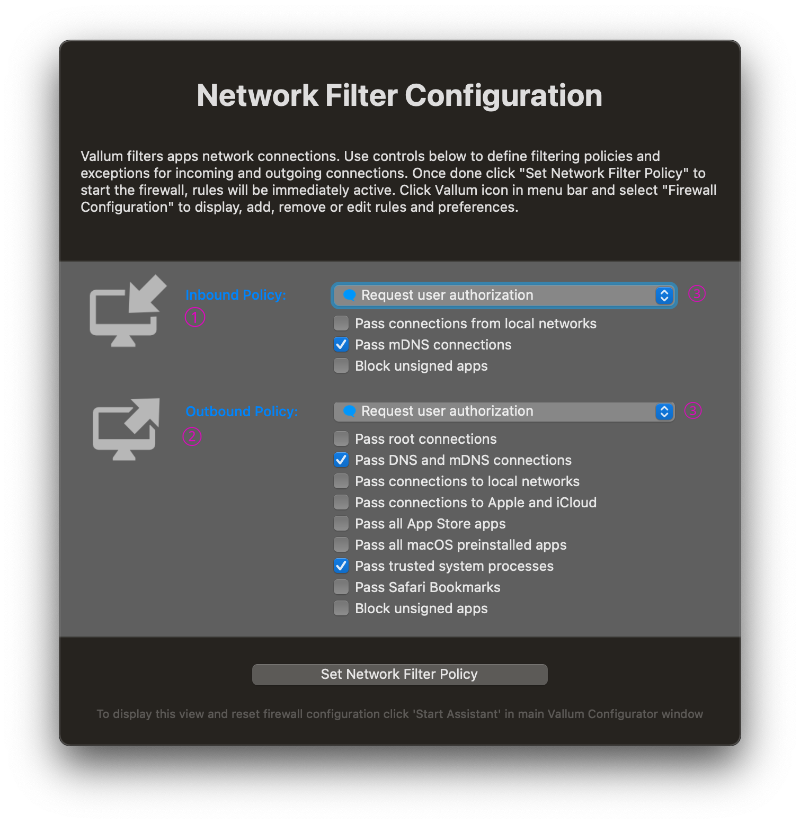 Network Filter Configuration
Vallum filters apps network connections. Use controls below to define filtering policies and
exceptions for incoming and outgoing connections. Once done click "Set Network Filter Policy" to
start the firewall, rules will be immediately active. Click Vallum icon in menu bar and select "Firewall
Configuration" to display, add, remove or edit rules and preferences.
Inbound Policy: Request user authorization
①
Pass connections from local networks
Pass mDNS connections
Block unsigned apps
Outbound Policy: Request user authorization
②
Pass root connections
Pass DNS and mDNS connections
Pass connections to local networks
Pass connections to Apple and iCloud
Pass all App Store apps
Pass all macOS preinstalled apps
Pass trusted system processes
Pass Safari Bookmarks
Block unsigned apps
Set Network Filter Policy
To display this view and reset firewall configuration click 'Start Assistant' in main Vallum Configurator window